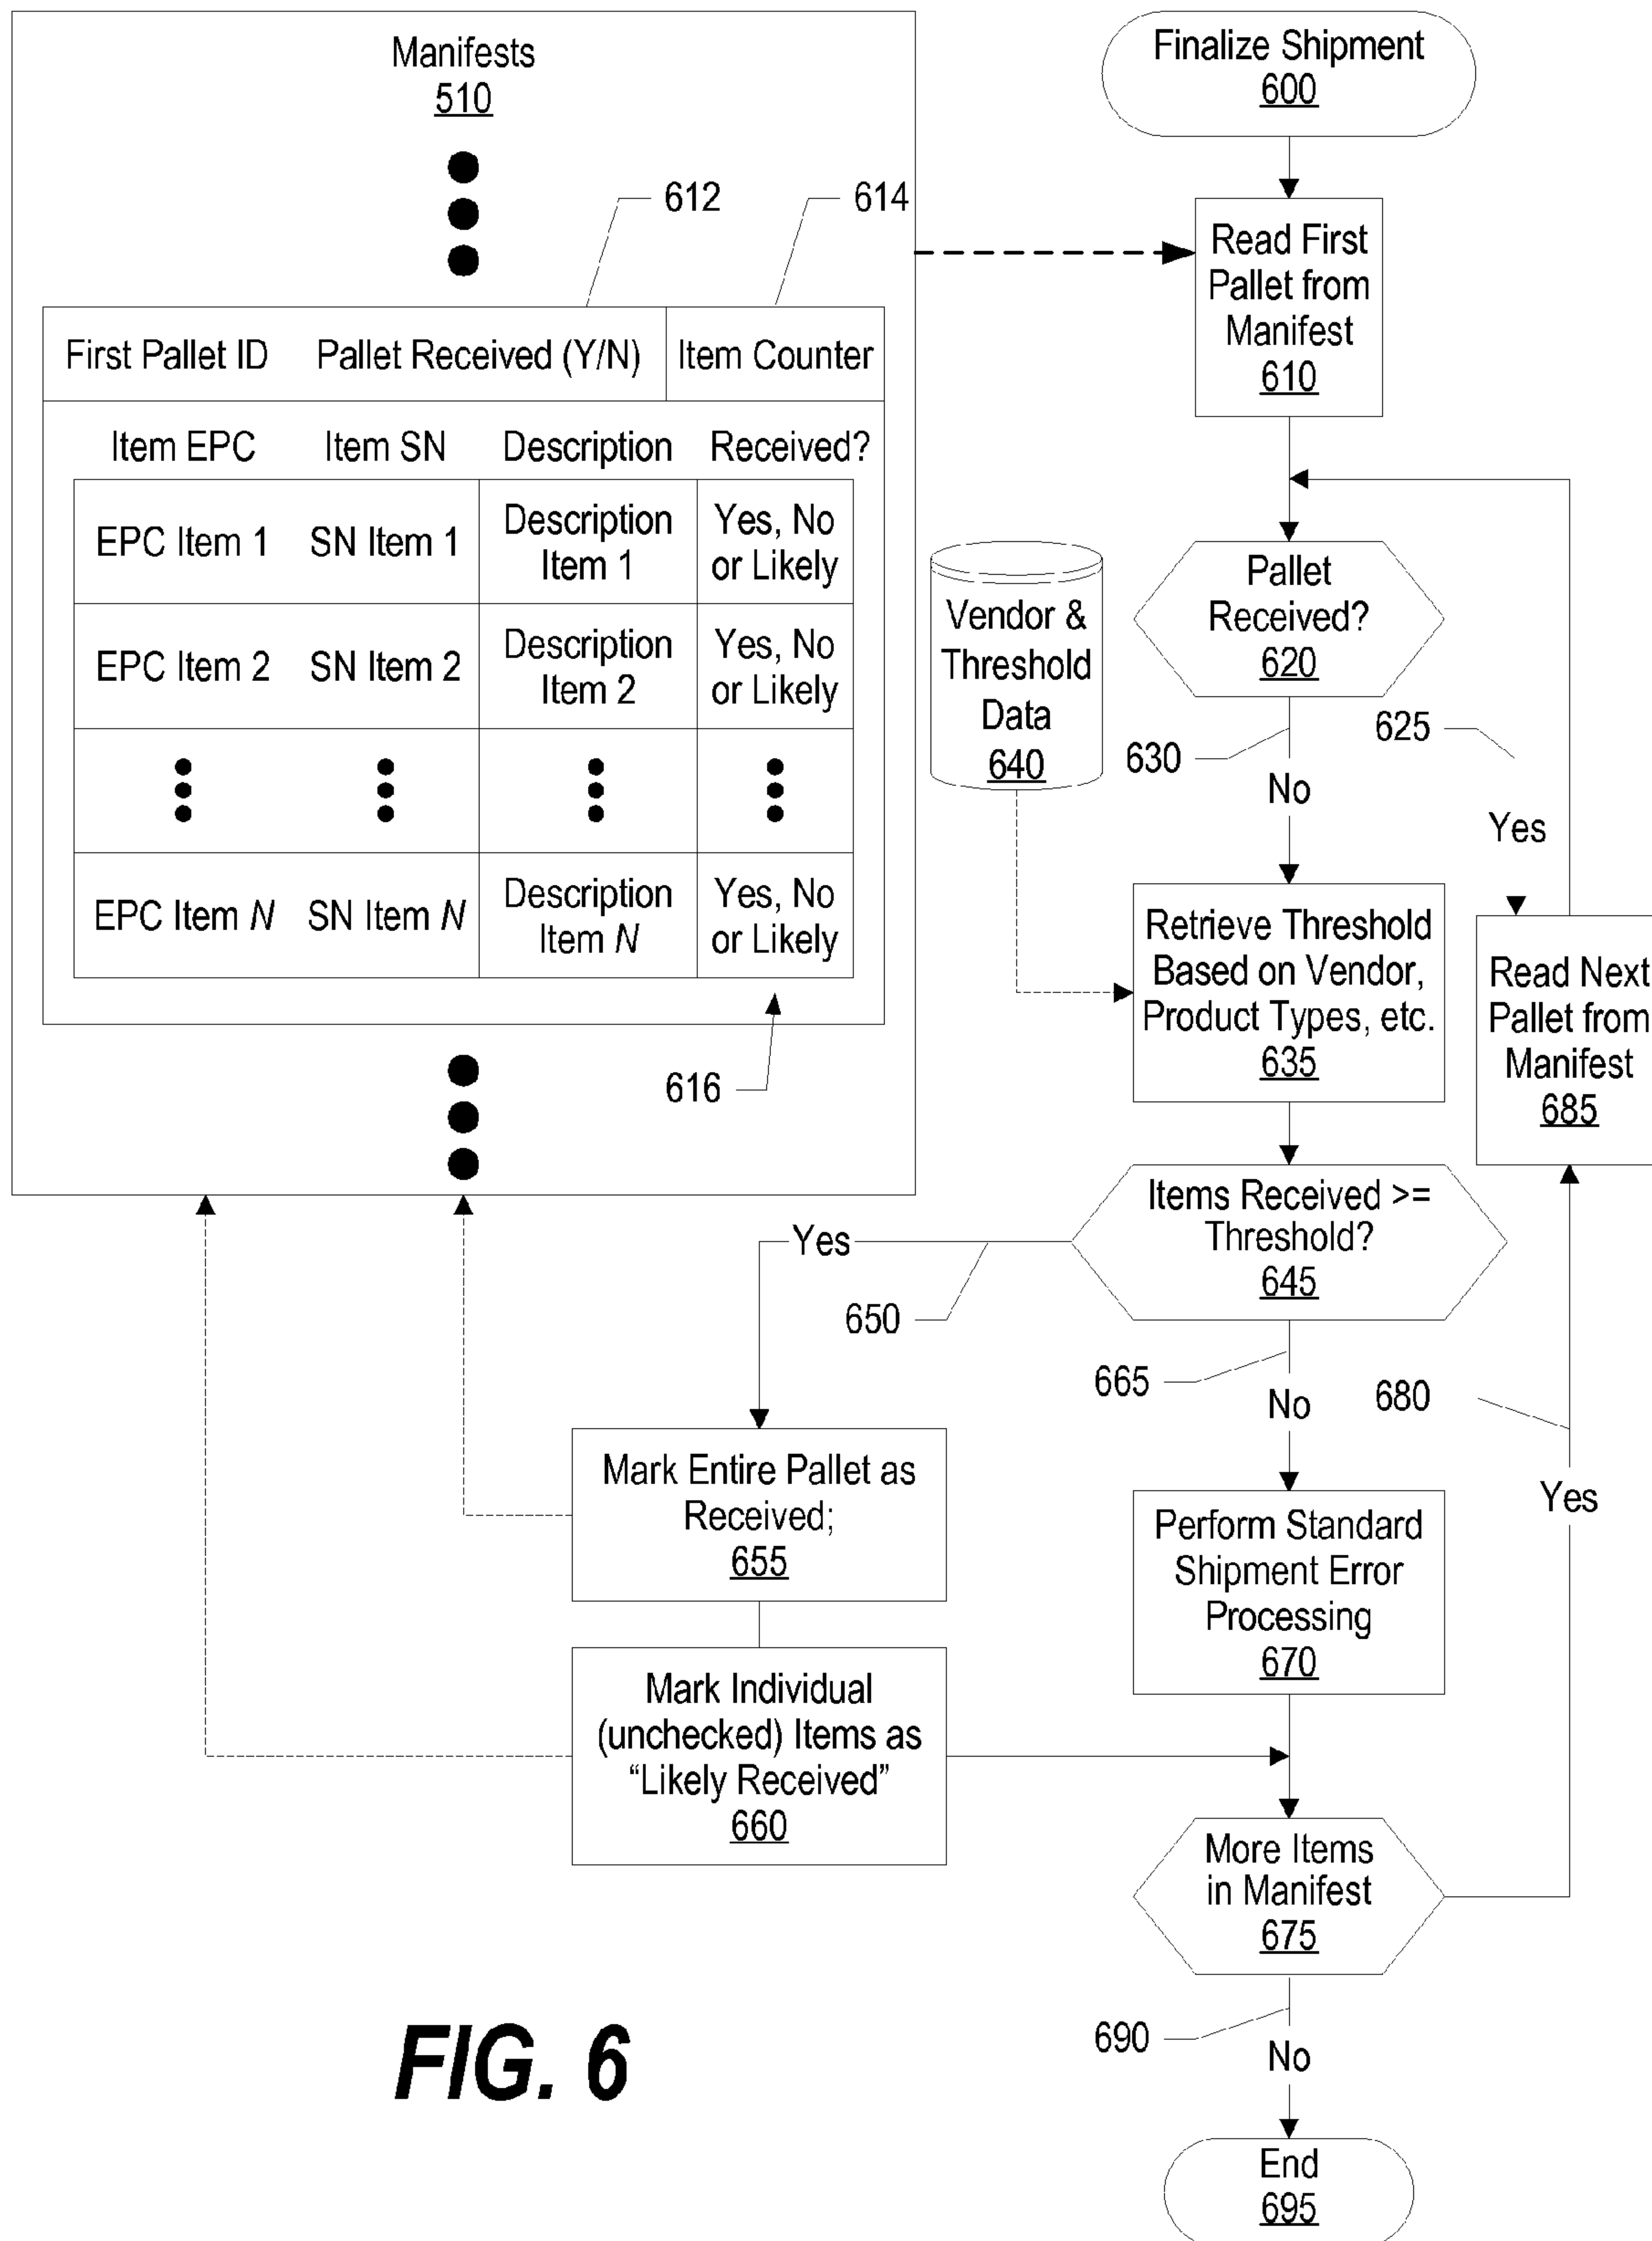 Manifests
510
612
614
First Pallet ID Pallet Received (Y/N) Item Counter
Item EPC Item SN Description Received?
EPC Item 1 SN Item 1 Description Item 1 Yes, No or Likely
EPC Item 2 SN Item 2 Description Item 2 Yes, No or Likely
EPC Item N SN Item N Description Item N Yes, No or Likely
616
Finalize Shipment
600
Read First
Pallet from
Manifest
610
Pallet
Received?
620
625
Yes
630
No
Vendor &
Threshold
Data
640
Retrieve Threshold
Based on Vendor,
Product Types, etc.
635
Read Next
Pallet from
Manifest
685
Items Received >=
Threshold?
645
Yes
650
665
No
680
Yes
Mark Entire Pallet as
Received;
655
Mark Individual
(unchecked) Items as
“Likely Received”
660
Perform Standard
Shipment Error
Processing
670
More Items
in Manifest
675
690
No
End
695
FIG. 6